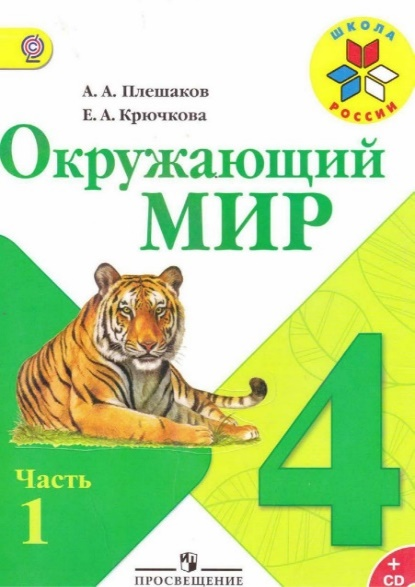 ШКОЛА
РОССИИ
А. А. Плешаков
Е. А. Крючкова
Окружающий
МИР
4
Часть
1
+
CD
ПРОСВЕЩЕНИЕ